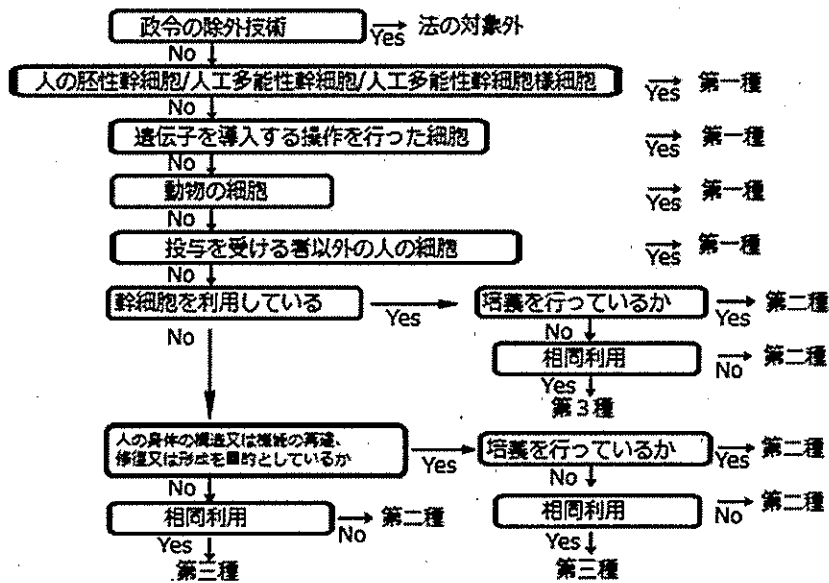 政令の除外技術 Yes 法の対象外
No
人の胚性幹細胞/人工多能性幹細胞/人工多能性幹細胞様細胞 Yes 第一種
No
遺伝子を導入する操作を行った細胞 Yes 第一種
No
動物の細胞 Yes 第一種
No
投与を受ける者以外の人の細胞 Yes 第一種
No
幹細胞を利用している Yes 培養を行っているか Yes 第二種
No No
相同利用 No 第二種
Yes
第3種
人の身体の構造又は機能の再建、
修復又は形成を目的としているか Yes 培養を行っているか Yes 第二種
No No
相同利用 No 第二種 相同利用 No 第二種
Yes Yes
第三種 第三種